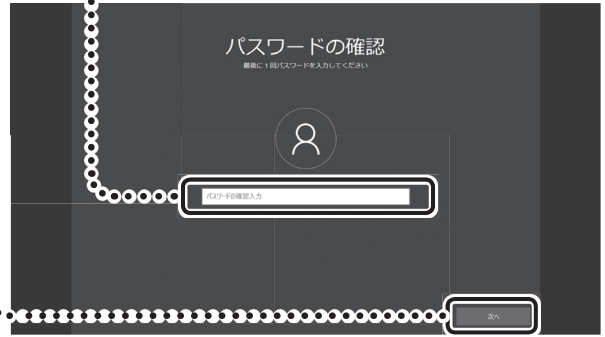 パスワードの確認
最後に1回パスワードを入力してください
パスワードの確認入力
次へ